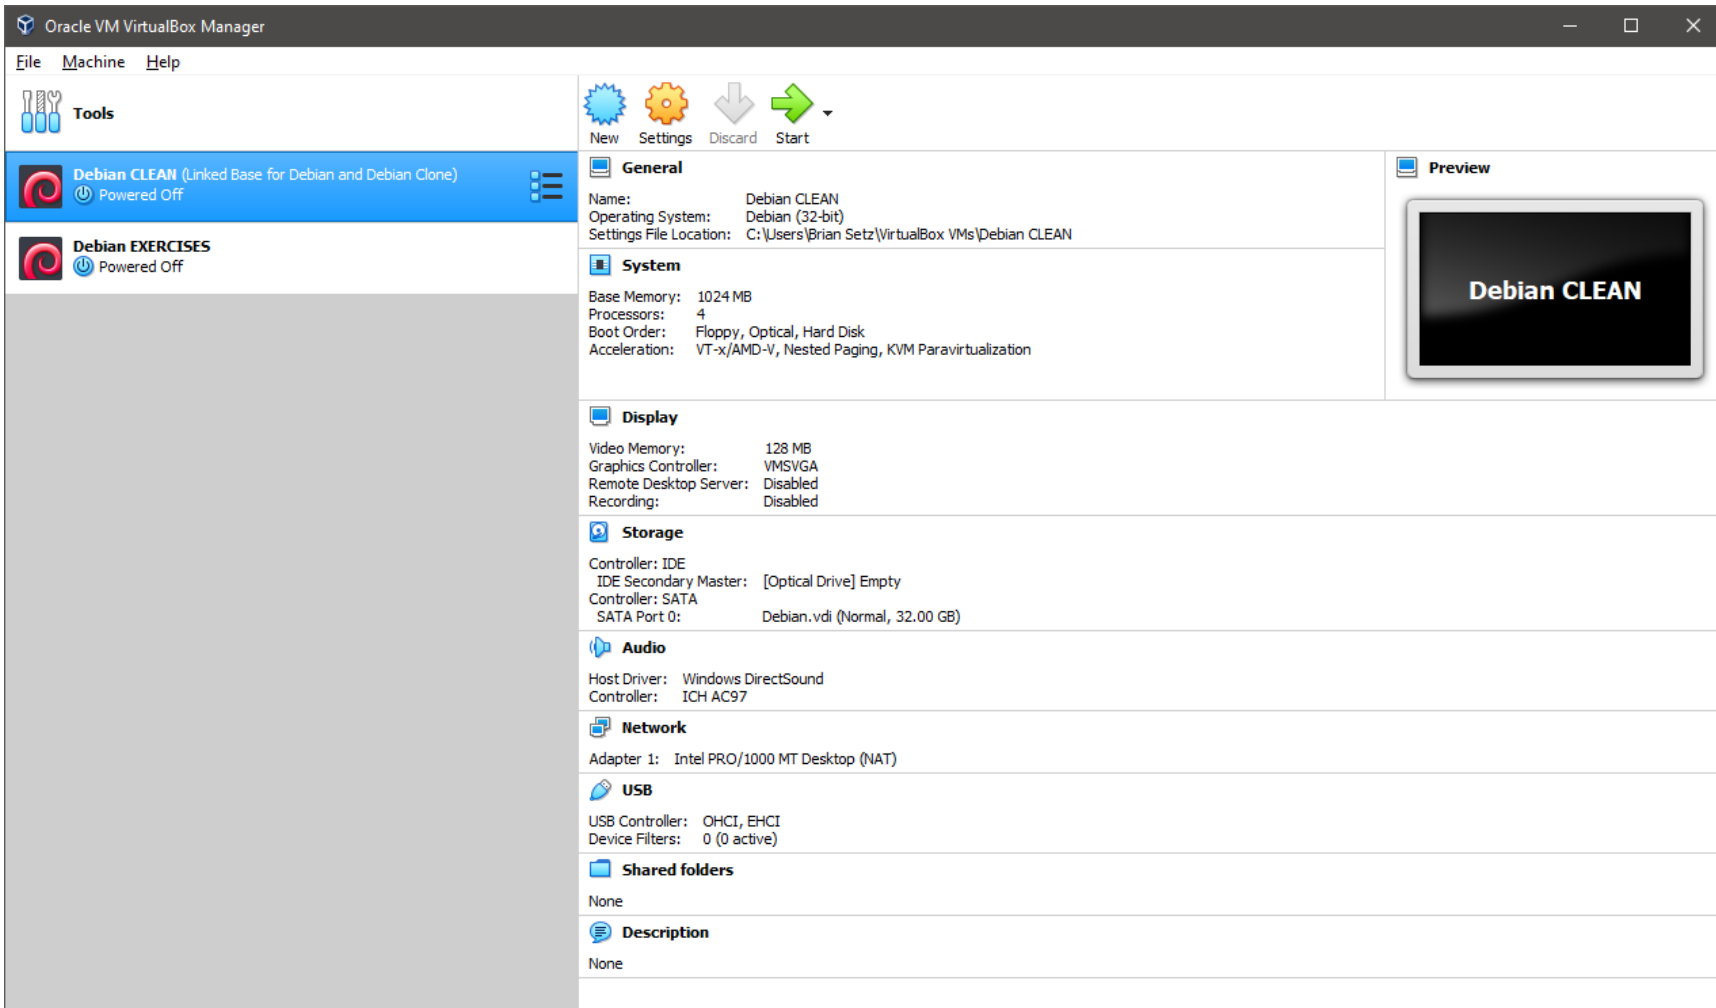 Oracle VM VirtualBox Manager
File Machine Help
Tools
New Settings Discard Start
Debian CLEAN (Linked Base for Debian and Debian Clone)
Powered Off
Debian EXERCISES
Powered Off
General
Name: Debian CLEAN
Operating System: Debian (32-bit)
Settings File Location: C:\Users\Brian Setz\VirtualBox VMs\Debian CLEAN
System
Base Memory: 1024 MB
Processors: 4
Boot Order: Floppy, Optical, Hard Disk
Acceleration: VT-x/AMD-V, Nested Paging, KVM Paravirtualization
Preview
Debian CLEAN
Display
Video Memory: 128 MB
Graphics Controller: VMSVGA
Remote Desktop Server: Disabled
Recording: Disabled
Storage
Controller: IDE
IDE Secondary Master: [Optical Drive] Empty
Controller: SATA
SATA Port 0: Debian.vdi (Normal, 32.00 GB)
Audio
Host Driver: Windows DirectSound
Controller: ICH AC97
Network
Adapter 1: Intel PRO/1000 MT Desktop (NAT)
USB
USB Controller: OHCI, EHCI
Device Filters: 0 (0 active)
Shared folders
None
Description
None